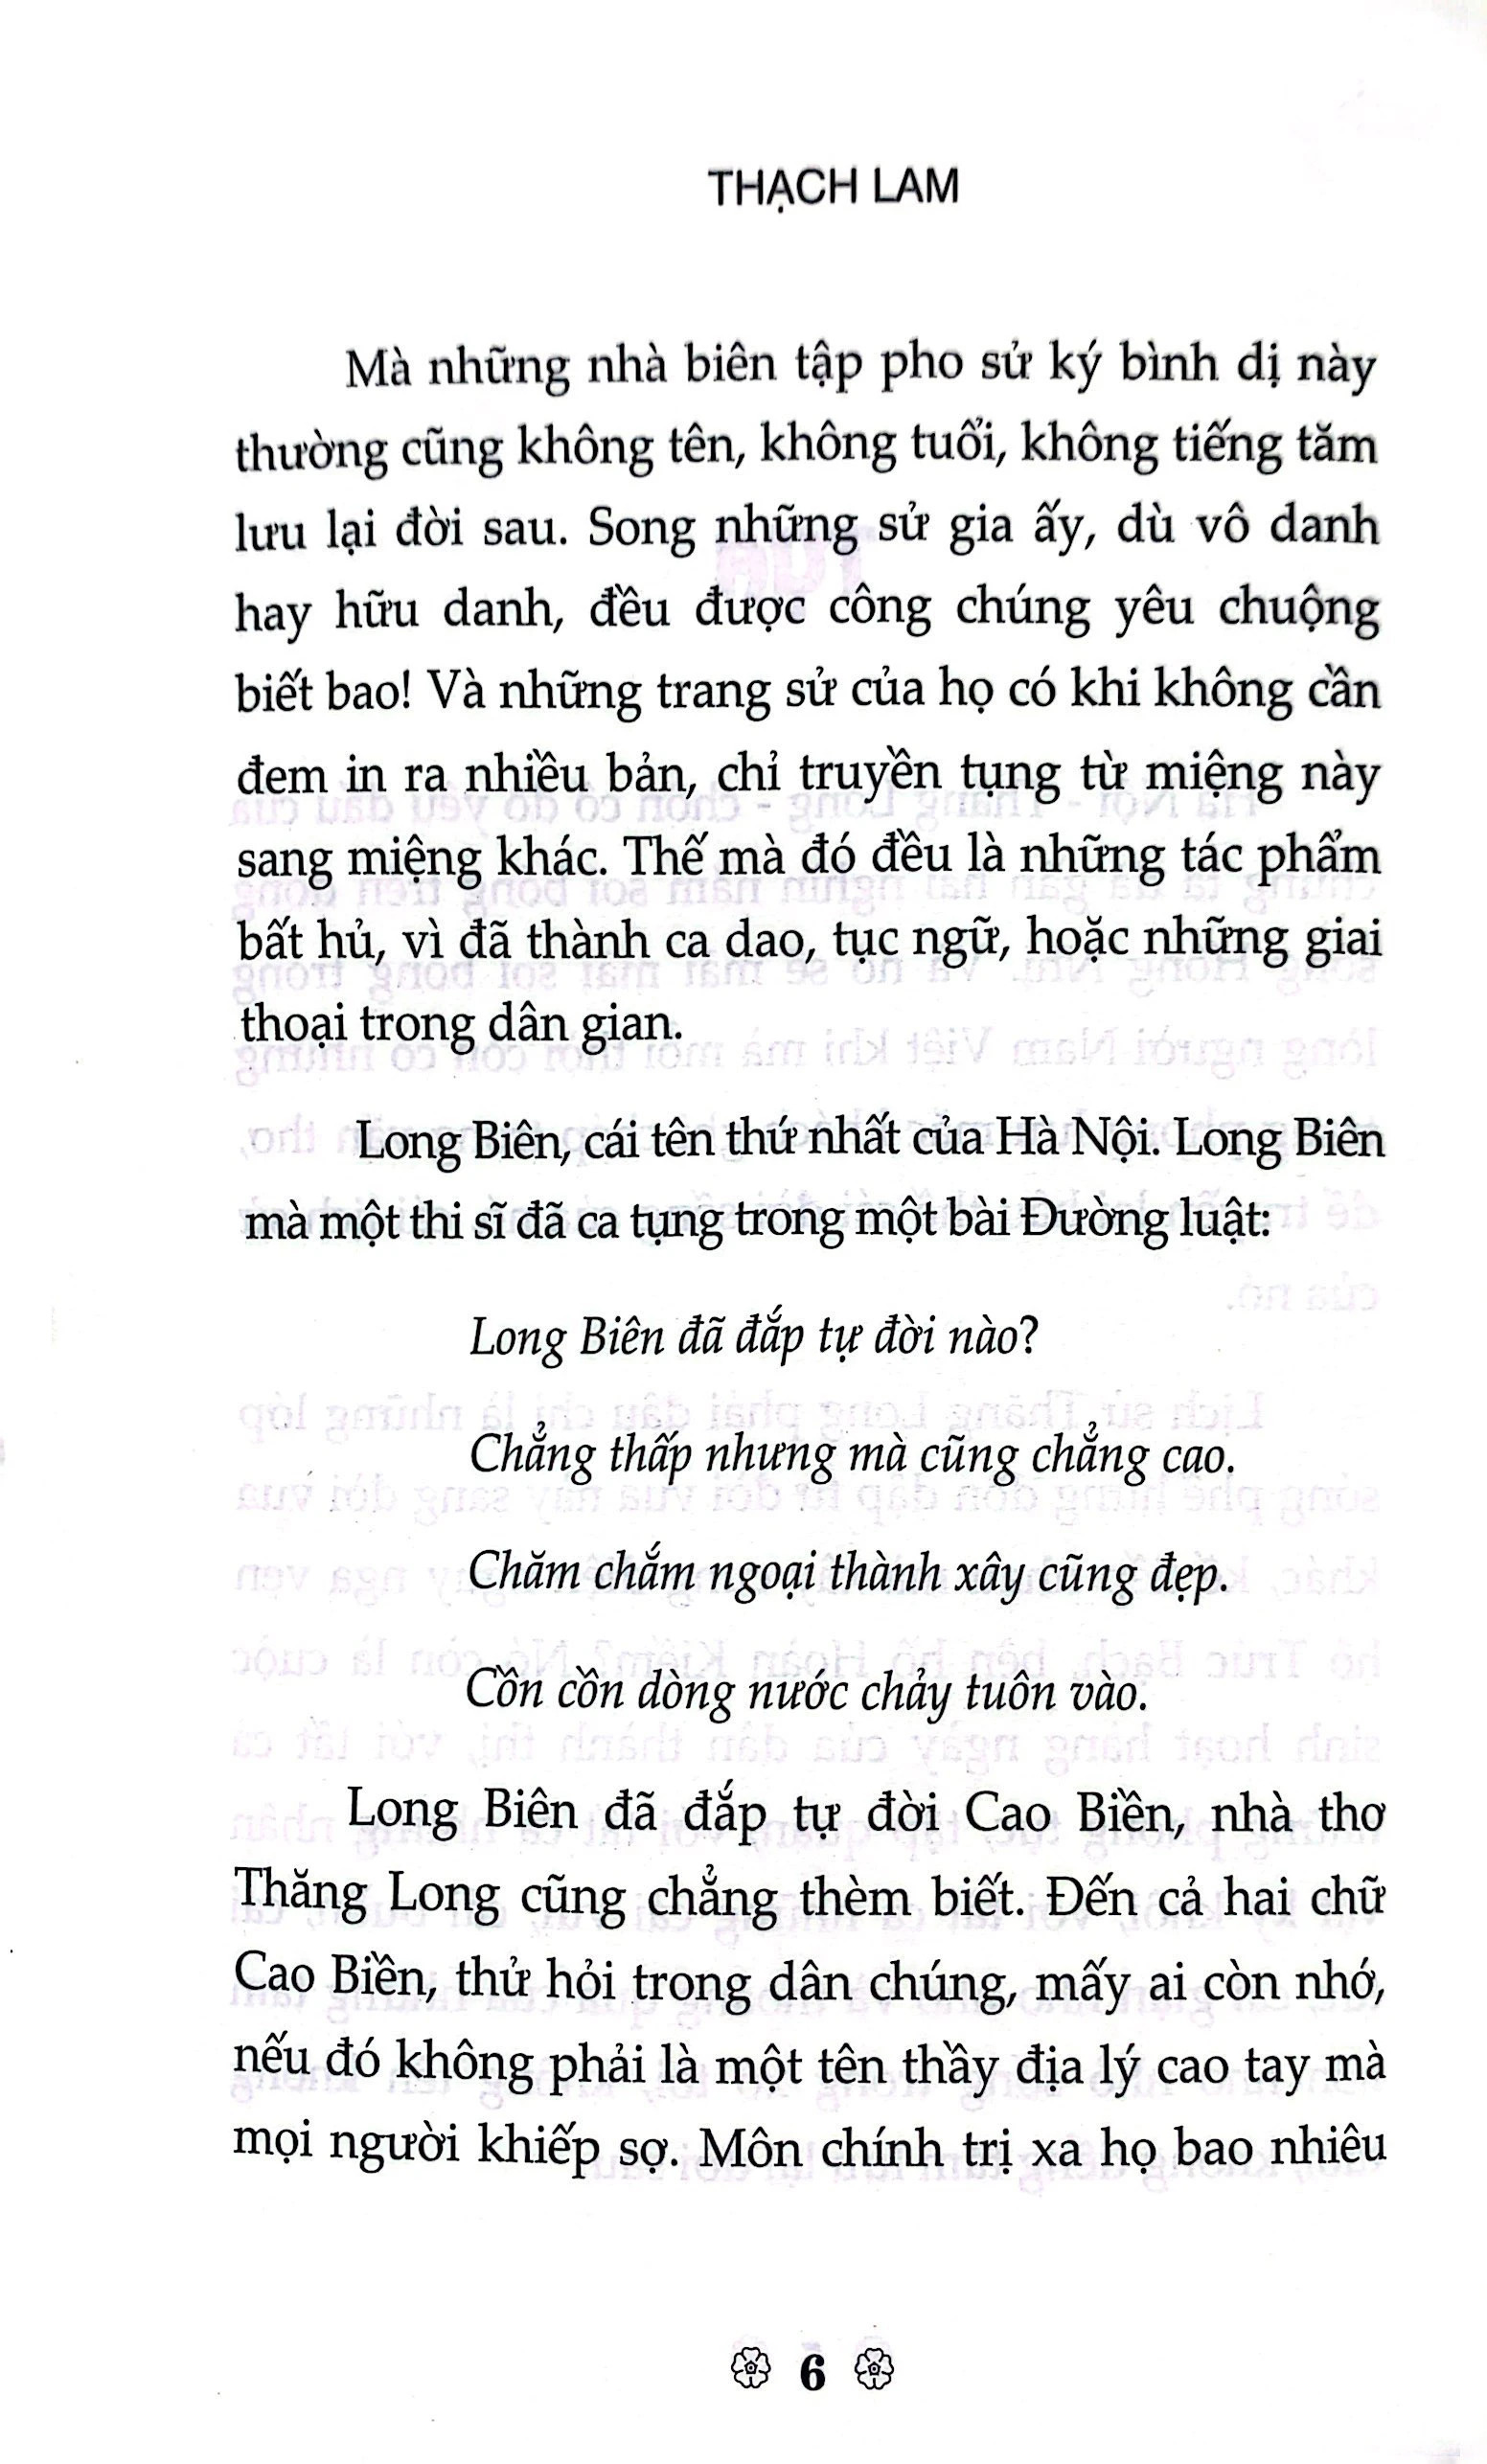 THẠCH LAM
Mà những nhà biên tập pho sử ký bình dị này
thường cũng không tên, không tuổi, không tiếng tăm
lưu lại đời sau. Song những sử gia ấy, dù vô danh
hay hữu danh, đều được công chúng yêu chuộng
biết bao! Và những trang sử của họ có khi không cần
đem in ra nhiều bản, chỉ truyền tụng từ miệng này
sang miệng khác. Thế mà đó đều là những tác phẩm
bất hủ, vì đã thành ca dao, tục ngữ, hoặc những giai
thoại trong dân gian.
Long Biên, cái tên thứ nhất của Hà Nội. Long Biên
mà một thi sĩ đã ca tụng trong một bài Đường luật:
Long Biên đã đắp tự đời nào?
Chẳng thấp nhưng mà cũng chẳng cao.
Chăm chắm ngoại thành xây cũng đẹp.
Cồn cồn dòng nước chảy tuôn vào.
Long Biên đã đắp tự đời Cao Biền, nhà thơ
Thăng Long cũng chẳng thèm biết. Đến cả hai chữ
Cao Biền, thử hỏi trong dân chúng, mấy ai còn nhớ,
nếu đó không phải là một tên thầy địa lý cao tay mà
mọi người khiếp sợ. Môn chính trị xa họ bao nhiêu
6